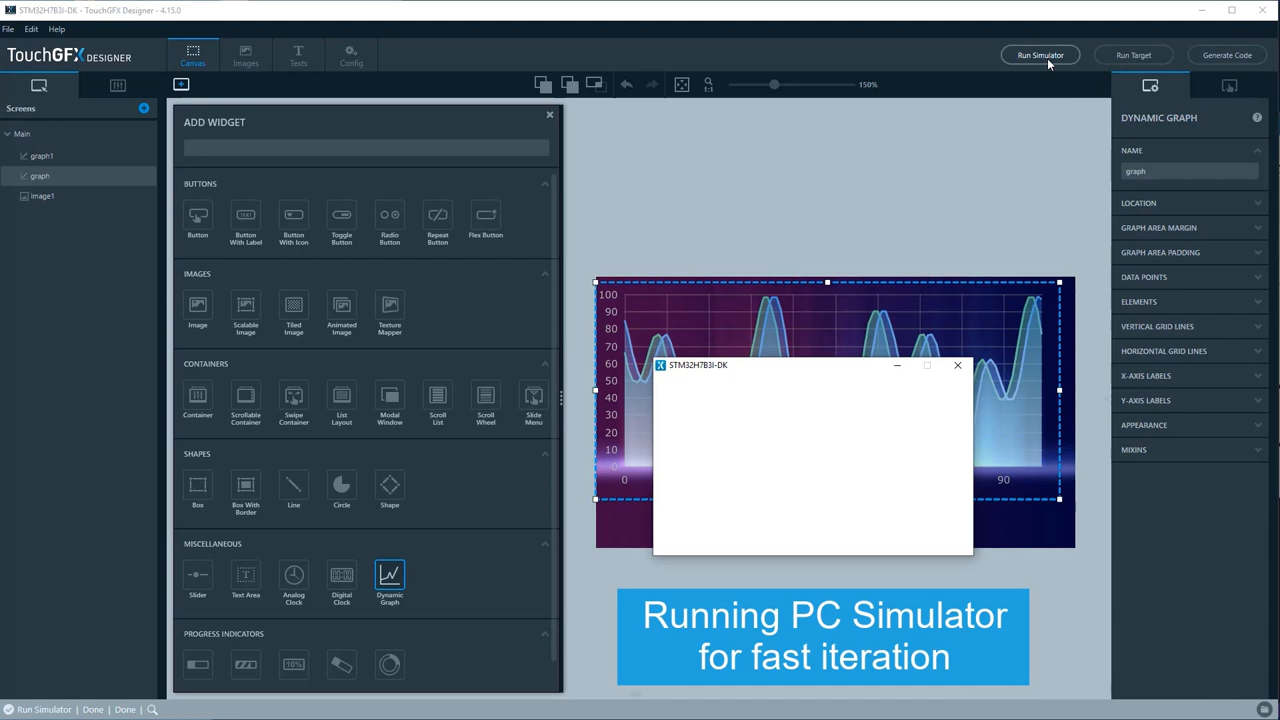 STM32H7B3I-DK - TouchGFX Designer - 4.15.0
File Edit Help
TouchGFX DESIGNER
Canvas Images Texts Config
Run Simulator Run Target Generate Code
1:1 150%
Screens
Main
graph1
graph
image1
ADD WIDGET
BUTTONS
Button
Button With Label
Button With Icon
Toggle Button
Radio Button
Repeat Button
Flex Button
IMAGES
Image
Scalable Image
Tiled Image
Animated Image
Texture Mapper
CONTAINERS
Container
Scrollable Container
Swipe Container
List Layout
Modal Window
Scroll List
Scroll Wheel
Slide Menu
SHAPES
Box
Box With Border
Line
Circle
Shape
MISCELLANEOUS
Slider
Text Area
Analog Clock
Digital Clock
Dynamic Graph
PROGRESS INDICATORS
10%
100
90
80
70
60
50
40
30
20
10
0
0 90
STM32H7B3I-DK
Running PC Simulator
for fast iteration
DYNAMIC GRAPH
NAME
graph
LOCATION
GRAPH AREA MARGIN
GRAPH AREA PADDING
DATA POINTS
ELEMENTS
VERTICAL GRID LINES
HORIZONTAL GRID LINES
X-AXIS LABELS
Y-AXIS LABELS
APPEARANCE
MIXINS
Run Simulator | Done | Done |